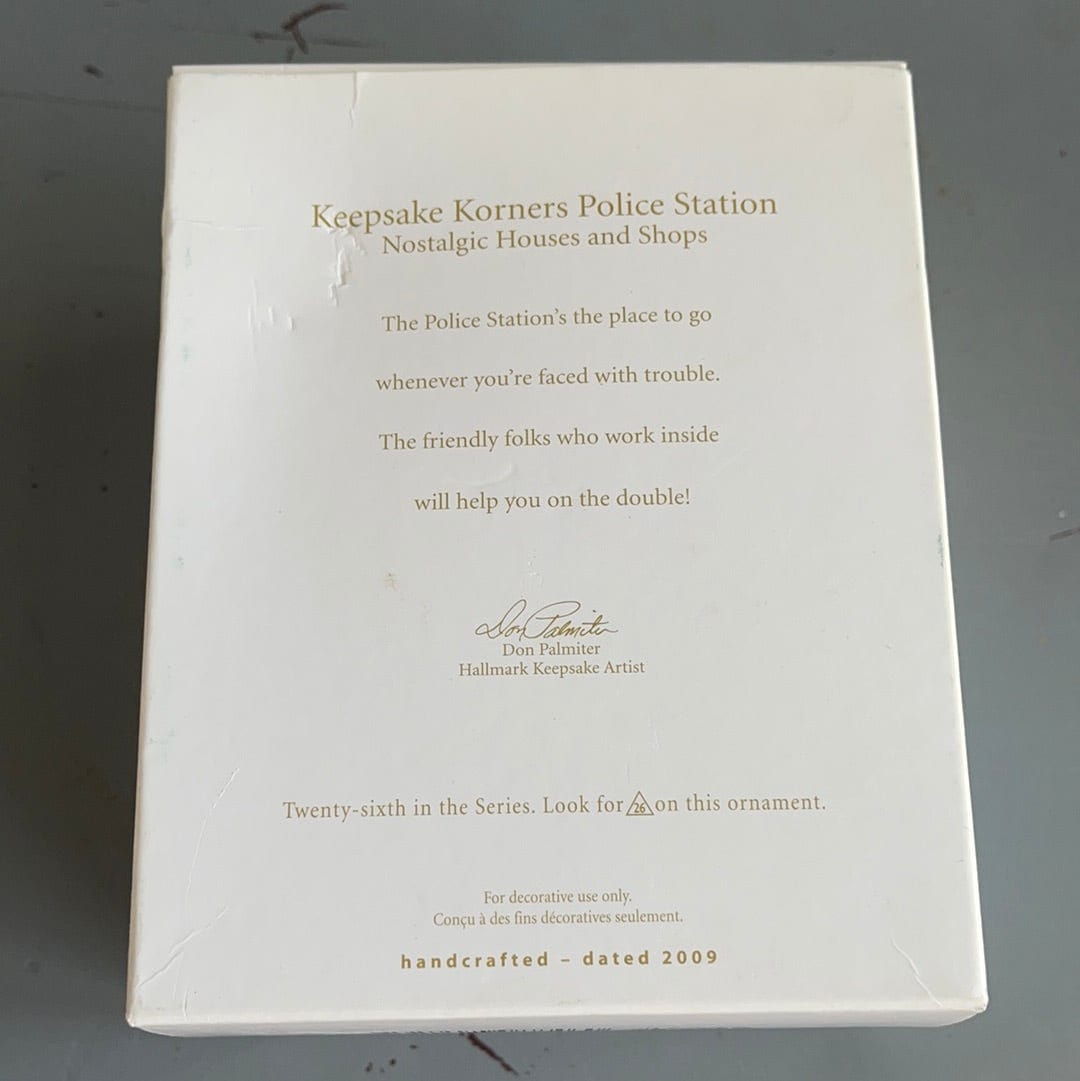 Keepsake Korners Police Station
Nostalgic Houses and Shops
The Police Station's the place to go
whenever you're faced with trouble.
The friendly folks who work inside
will help you on the double!
Don Palmiter
Don Palmiter
Hallmark Keepsake Artist
Twenty-sixth in the Series. Look for 26 on this ornament.
For decorative use only.
Conçu à des fins décoratives seulement.
handcrafted – dated 2009